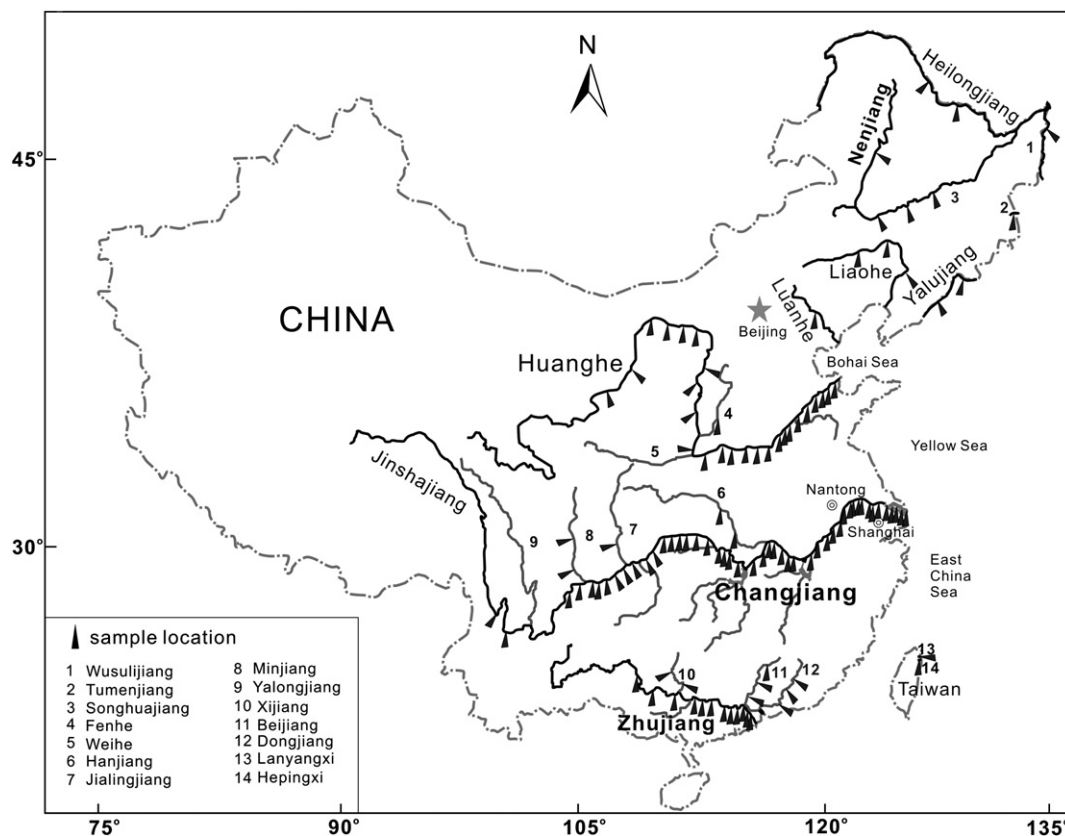 N
45°
30°
75°
90°
105°
120°
135°
CHINA
Heilongjiang
Nenjiang
1
2
3
Liaohe
Yalujiang
Luanhe
Beijing
Bohai Sea
Huanghe
4
5
Yellow Sea
Jinshajiang
6
Nantong
Shanghai
9
8
7
East
China
Sea
Changjiang
10
11
12
13
14
Taiwan
Zhujiang
sample location
1 Wusulijiang
2 Tumenjiang
3 Songhuajiang
4 Fenhe
5 Weihe
6 Hanjiang
7 Jialingjiang
8 Minjiang
9 Yalongjiang
10 Xijiang
11 Beijiang
12 Dongjiang
13 Lanyangxi
14 Hepingxi